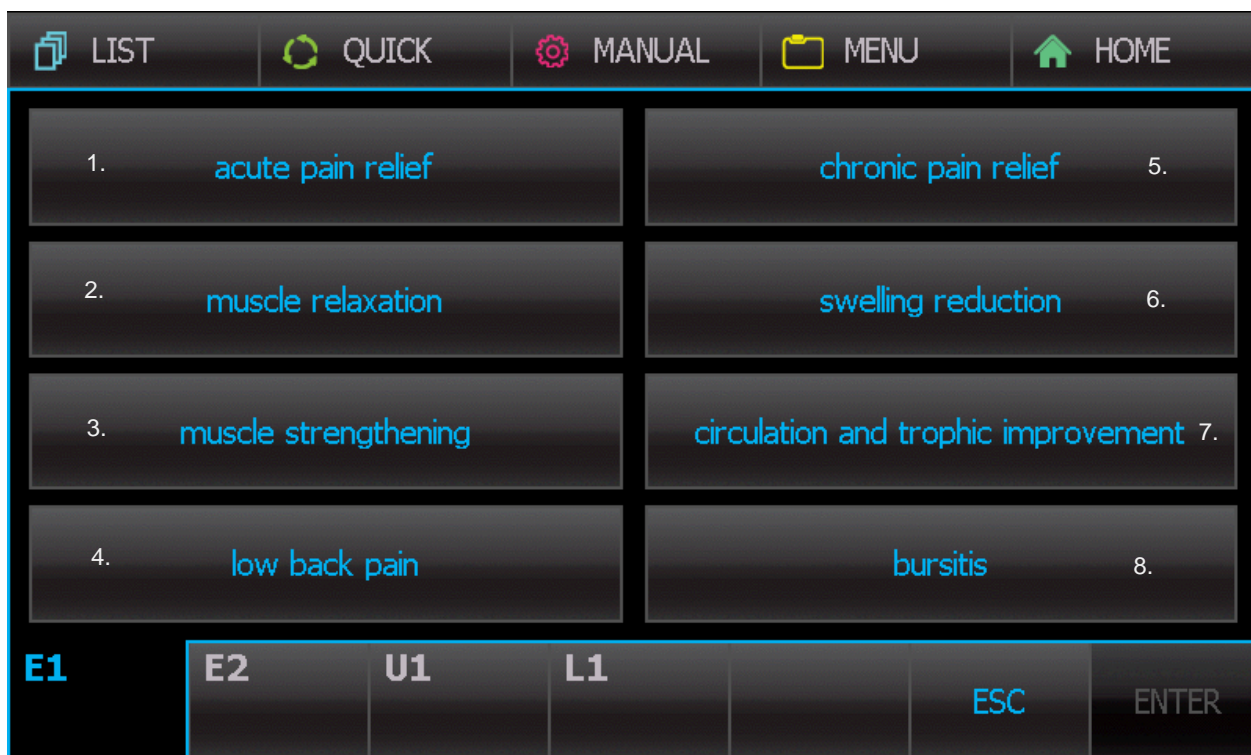 LIST QUICK MANUAL MENU HOME
1. acute pain relief
chronic pain relief 5.
2. muscle relaxation
swelling reduction 6.
3. muscle strengthening
circulation and trophic improvement 7.
4. low back pain
bursitis 8.
E1 E2 U1 L1
ESC ENTER